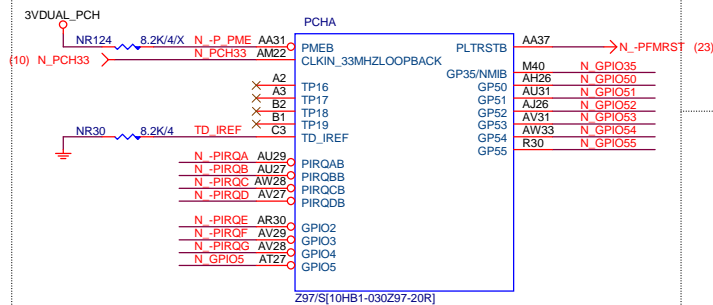 3VDUAL_PCH
PCHA
NR124 8.2K/4/X N_-P_PME AA31 PMEB PLTRSTB AA37 N_-PFMRST (23)
(10) N_PCH33 N_PCH33 AM22 CLKIN_33MHZLOOPBACK
GP35/NMIB M40 N_GPIO35
A2 TP16 GP50 AH26 N_GPIO50
A3 TP17 GP51 AU31 N_GPIO51
B2 TP18 GP52 AJ26 N_GPIO52
B1 TP19 GP53 AV31 N_GPIO53
NR30 8.2K/4 TD_IREF C3 TD_IREF GP54 AW33 N_GPIO54
GP55 R30 N_GPIO55
N_-PIRQA AU29 PIRQAB
N_-PIRQB AU27 PIRQBB
N_-PIRQC AW28 PIRQCB
N_-PIRQD AV27 PIRQDB
N_-PIRQE AR30 GPIO2
N_-PIRQF AV29 GPIO3
N_-PIRQG AV28 GPIO4
N_GPIO5 AT27 GPIO5
Z97/S[10HB1-030Z97-20R]